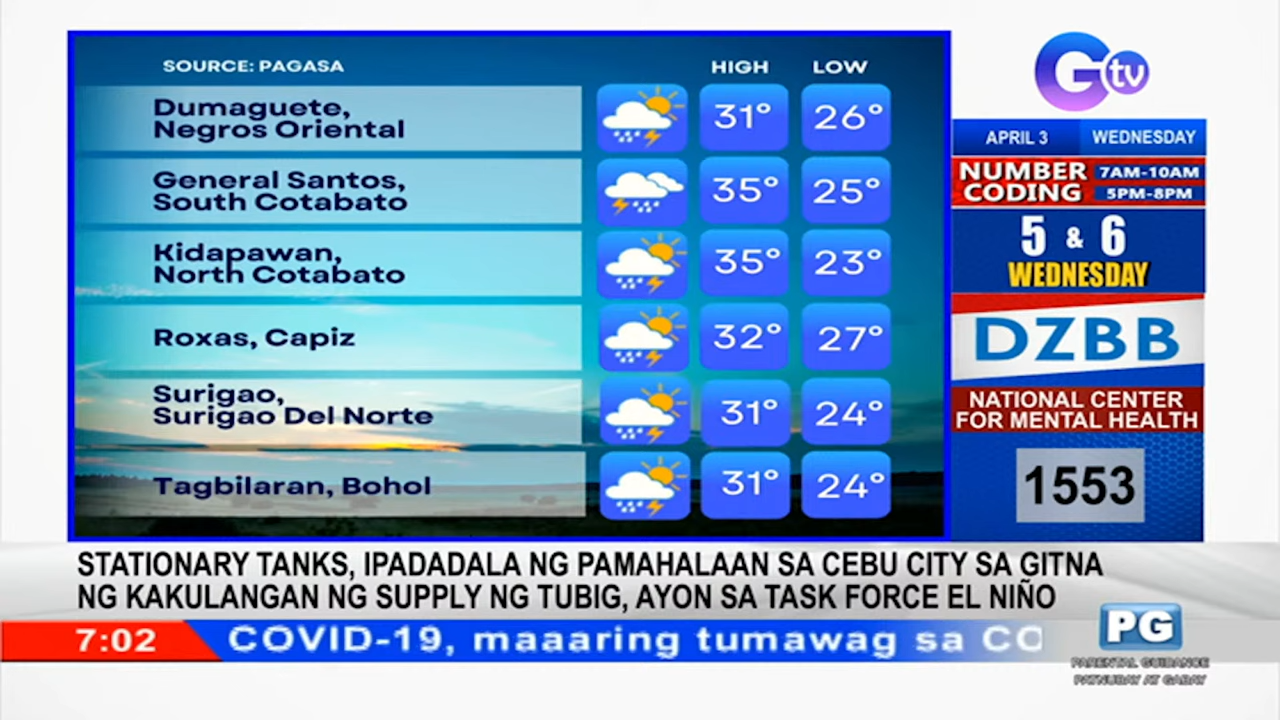 SOURCE: PAGASA
HIGH LOW
Dumaguete,
Negros Oriental
31° 26°
General Santos,
South Cotabato
35° 25°
Kidapawan,
North Cotabato
35° 23°
Roxas, Capiz
32° 27°
Surigao,
Surigao Del Norte
31° 24°
Tagbilaran, Bohol
31° 24°
Gtv
APRIL 3 WEDNESDAY
NUMBER CODING
7AM-10AM
5PM-8PM
5 & 6
WEDNESDAY
DZBB
NATIONAL CENTER
FOR MENTAL HEALTH
1553
STATIONARY TANKS, IPADADALA NG PAMAHALAAN SA CEBU CITY SA GITNA
NG KAKULANGAN NG SUPPLY NG TUBIG, AYON SA TASK FORCE EL NIÑO
7:02 COVID-19, maaaring tumawag sa CO
PG
PARENTAL GUIDANCE
PATNUBAY AT GABAY